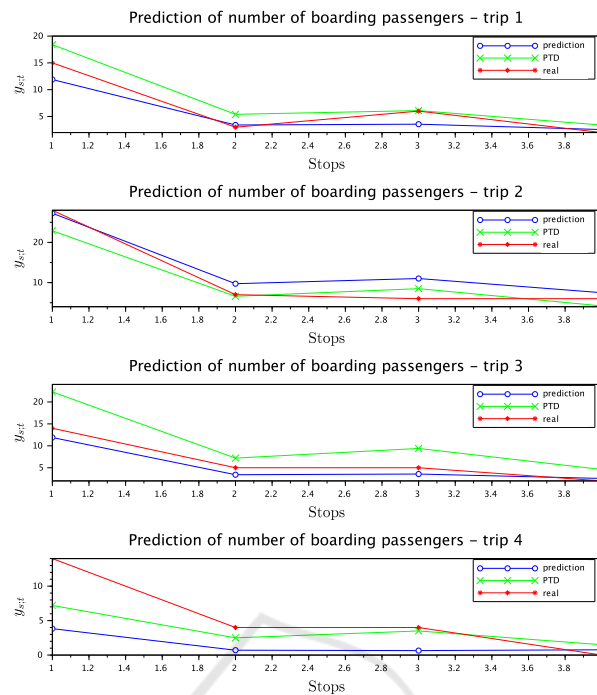 Prediction of number of boarding passengers – trip 1
20
15
10
5
y_{s;t}
prediction
PTD
real
1 1.2 1.4 1.6 1.8 2 2.2 2.4 2.6 2.8 3 3.2 3.4 3.6 3.8
Stops
Prediction of number of boarding passengers – trip 2
20
10
y_{s;t}
prediction
PTD
real
1 1.2 1.4 1.6 1.8 2 2.2 2.4 2.6 2.8 3 3.2 3.4 3.6 3.8
Stops
Prediction of number of boarding passengers – trip 3
20
15
10
5
y_{s;t}
prediction
PTD
real
1 1.2 1.4 1.6 1.8 2 2.2 2.4 2.6 2.8 3 3.2 3.4 3.6 3.8
Stops
Prediction of number of boarding passengers – trip 4
10
5
0
y_{s;t}
prediction
PTD
real
1 1.2 1.4 1.6 1.8 2 2.2 2.4 2.6 2.8 3 3.2 3.4 3.6 3.8
Stops